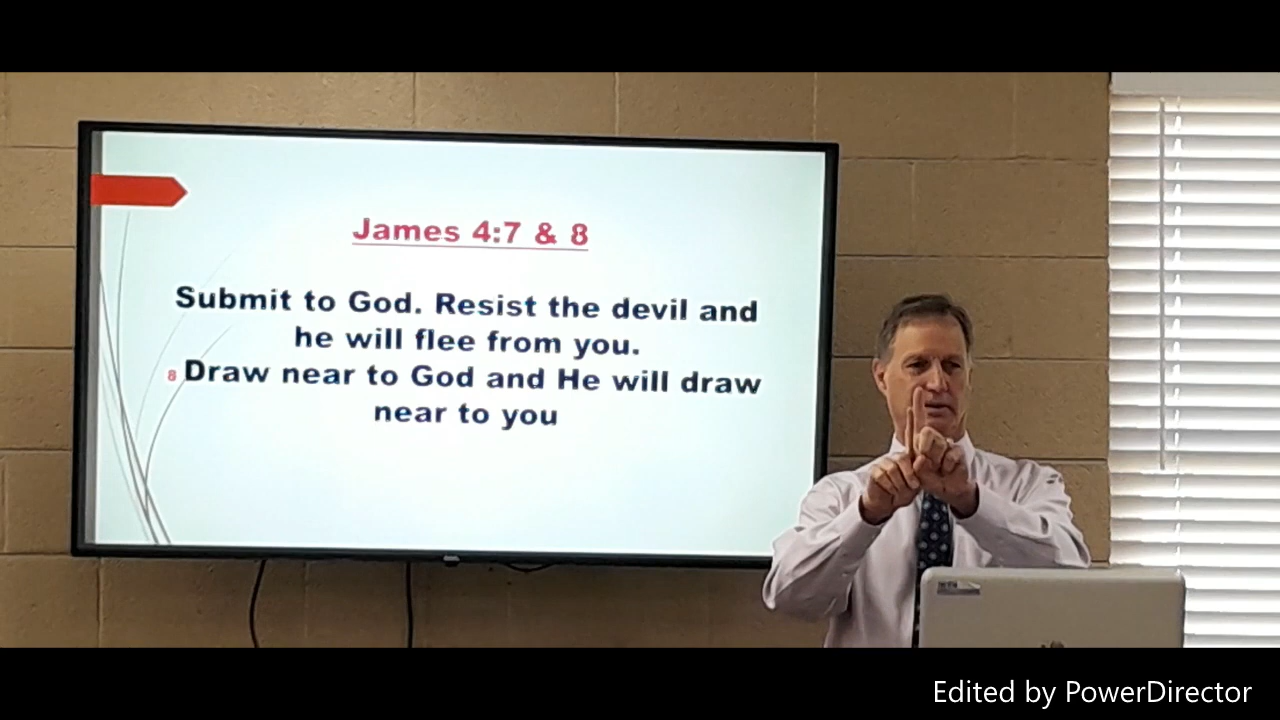 James 4:7 & 8
Submit to God. Resist the devil and
he will flee from you.
8 Draw near to God and He will draw
near to you
Edited by PowerDirector